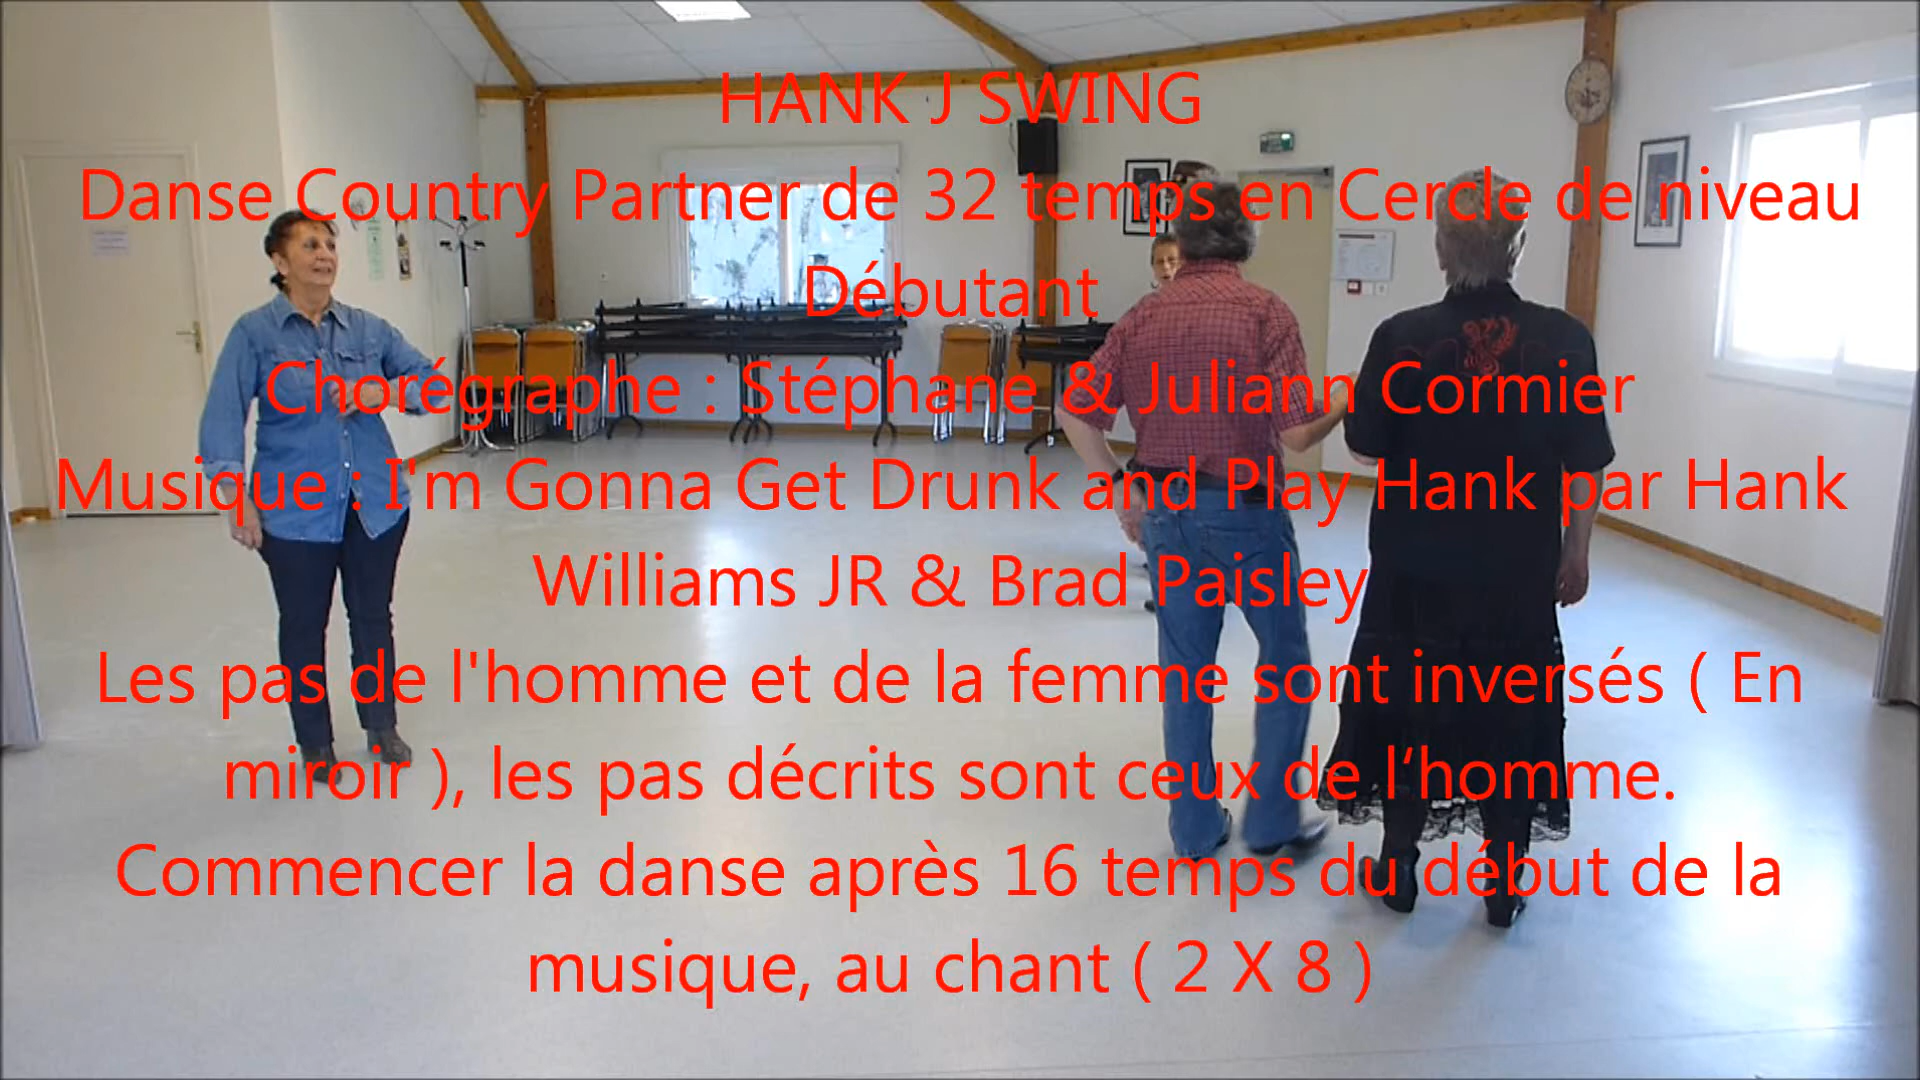 HANK J SWING
Danse Country Partner de 32 temps en Cercle de niveau
Débutant
Chorégraphe : Stéphane & Juliann Cormier
Musique : I'm Gonna Get Drunk and Play Hank par Hank
Williams JR & Brad Paisley
Les pas de l'homme et de la femme sont inversés ( En
miroir ), les pas décrits sont ceux de l‘homme.
Commencer la danse après 16 temps du début de la
musique, au chant ( 2 X 8 )